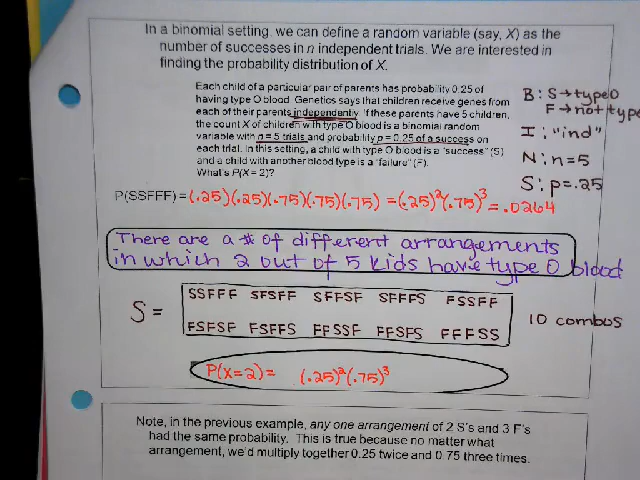 In a binomial setting, we can define a random variable (say, X) as the
number of successes in n independent trials. We are interested in
finding the probability distribution of X.
Each child of a particular pair of parents has probability 0.25 of
having type O blood. Genetics says that children receive genes from
each of their parents independently. If these parents have 5 children,
the count X of children with type O blood is a binomial random
variable with n = 5 trials and probability p = 0.25 of a success on
each trial. In this setting, a child with type O blood is a "success" (S)
and a child with another blood type is a "failure" (F).
What's P(X = 2)?
B: S→type O
F→not type
I: "ind"
N: n=5
S: p=.25
P(SSFFF) = (.25)(.25)(.75)(.75)(.75) = (.25)²(.75)³ = .0264
There are a # of different arrangements
in which 2 out of 5 kids have type O blood
S =
SSFFF SFSFF SFFSF SFFFS FSSFF
FSFSF FSFFS FFSSF FFSFS FFFSS
10 combos
P(X=2) = (.25)²(.75)³
Note, in the previous example, any one arrangement of 2 S's and 3 F's
had the same probability. This is true because no matter what
arrangement, we'd multiply together 0.25 twice and 0.75 three times.